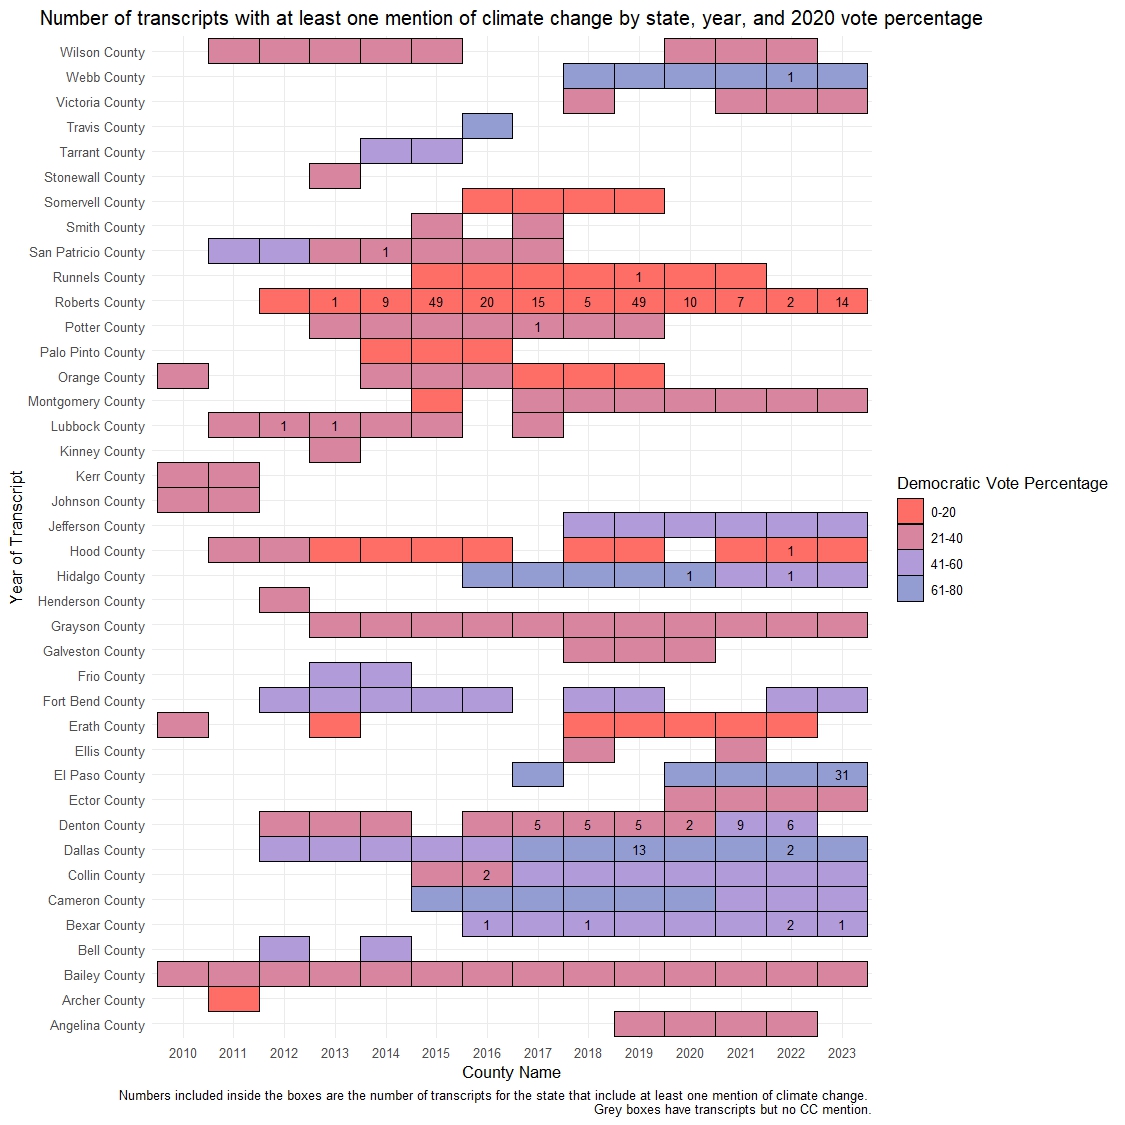 Number of transcripts with at least one mention of climate change by state, year, and 2020 vote percentage
Wilson County
Webb County 1
Victoria County
Travis County
Tarrant County
Stonewall County
Somervell County
Smith County
San Patricio County 1
Runnels County 1
Roberts County 1 9 49 20 15 5 49 10 7 2 14
Potter County 1
Palo Pinto County
Orange County
Montgomery County
Lubbock County 1 1
Kinney County
Kerr County
Johnson County
Jefferson County
Hood County 1
Hidalgo County 1 1
Henderson County
Grayson County
Galveston County
Frio County
Fort Bend County
Erath County
Ellis County
El Paso County 31
Ector County
Denton County 5 5 5 2 9 6
Dallas County 13 2
Collin County 2
Cameron County
Bexar County 1 1 2 1
Bell County
Bailey County
Archer County
Angelina County
Year of Transcript
2010 2011 2012 2013 2014 2015 2016 2017 2018 2019 2020 2021 2022 2023
County Name
Democratic Vote Percentage
0-20
21-40
41-60
61-80
Numbers included inside the boxes are the number of transcripts for the state that include at least one mention of climate change.
Grey boxes have transcripts but no CC mention.